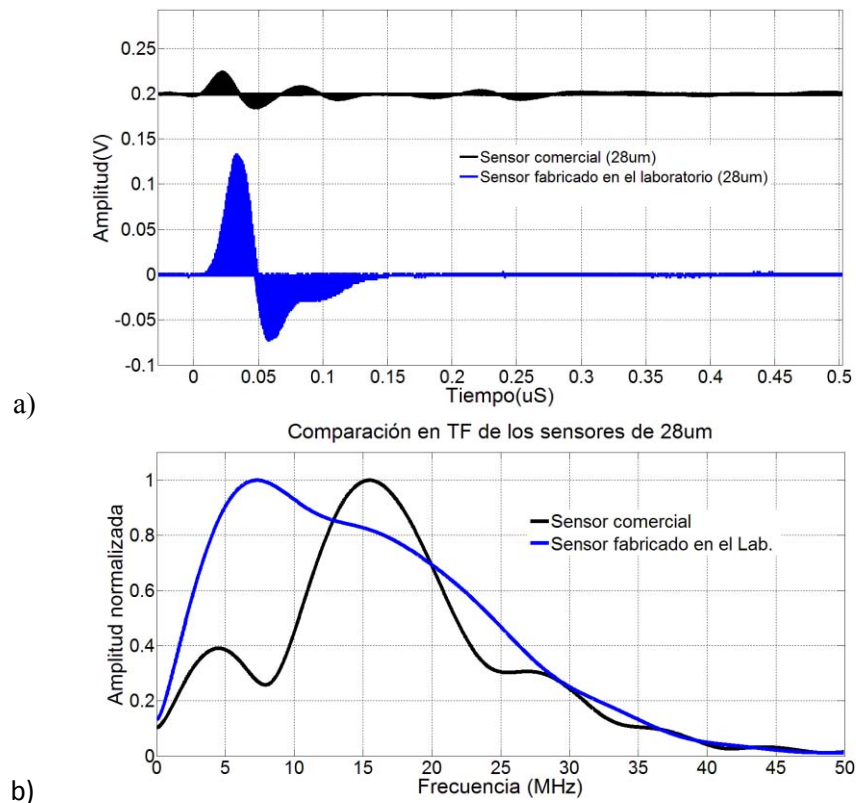 0.25
0.2
0.15
0.1
0.05
0
-0.05
-0.1
Amplitud(V)
Sensor comercial (28um)
Sensor fabricado en el laboratorio (28um)
0 0.05 0.1 0.15 0.2 0.25 0.3 0.35 0.4 0.45 0.5
Tiempo(uS)
a)
Comparación en TF de los sensores de 28um
1
0.8
0.6
0.4
0.2
0
Amplitud normalizada
Sensor comercial
Sensor fabricado en el Lab.
0 5 10 15 20 25 30 35 40 45 50
Frecuencia (MHz)
b)